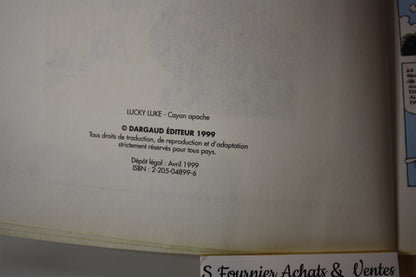 LUCKY LUKE - Cayon apache
© DARGAUD ÉDITEUR 1999
Tous droits de traduction, de reproduction et d'adaptation
strictement réservés pour tous pays.
Dépôt légal : Avril 1999
ISBN : 2-205-04899-6
S Fournier Achats & Ventes